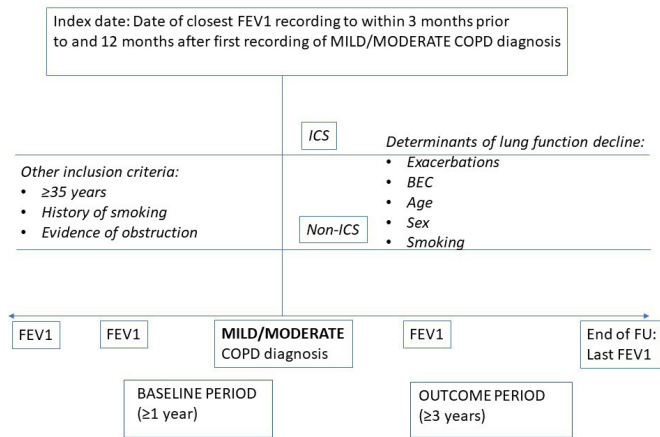 Index date: Date of closest FEV1 recording to within 3 months prior
to and 12 months after first recording of MILD/MODERATE COPD diagnosis
ICS
Determinants of lung function decline:
• Exacerbations
• BEC
• Age
• Sex
• Smoking
Other inclusion criteria:
• ≥35 years
• History of smoking
• Evidence of obstruction
Non-ICS
FEV1
FEV1
MILD/MODERATE
COPD diagnosis
FEV1
End of FU:
Last FEV1
BASELINE PERIOD
(≥1 year)
OUTCOME PERIOD
(≥3 years)